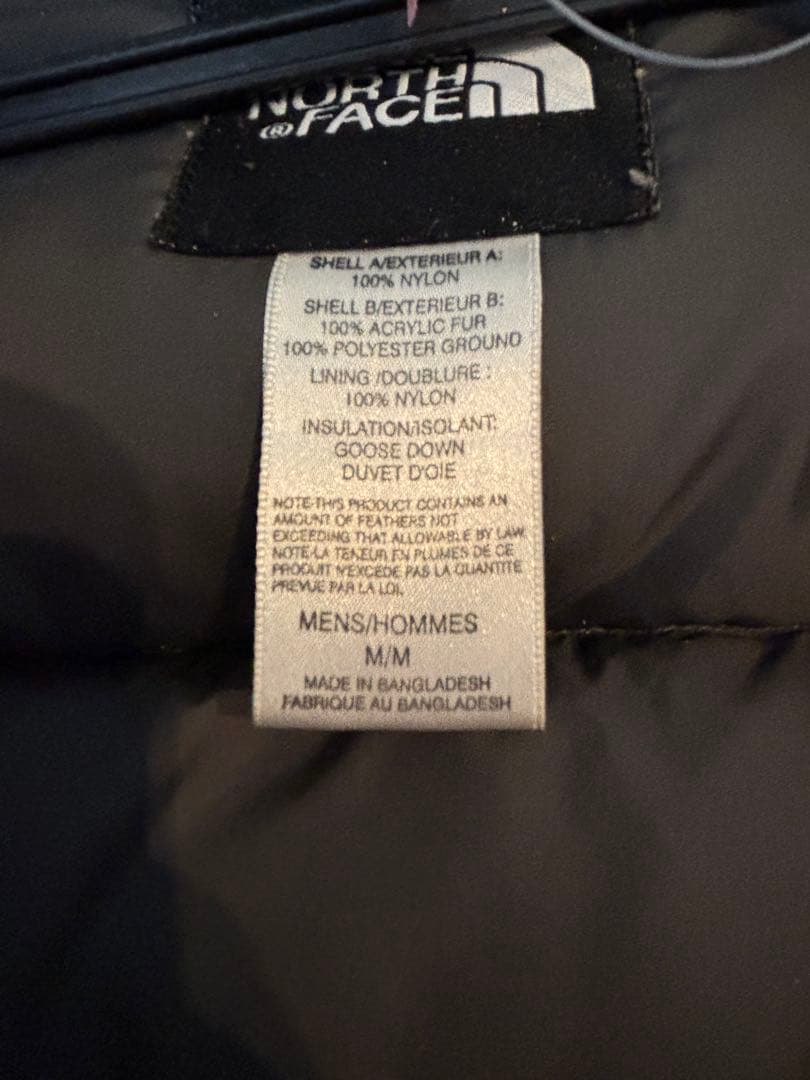 NORTH
® FACE
SHELL A/EXTERIEUR A:
100% NYLON
SHELL B/EXTERIEUR B:
100% ACRYLIC FUR
100% POLYESTER GROUND
LINING /DOUBLURE :
100% NYLON
INSULATION/ISOLANT:
GOOSE DOWN
DUVET D'OIE
NOTE-THIS PRODUCT CONTAINS AN
AMOUNT OF FEATHERS NOT
EXCEEDING THAT ALLOWABLE BY LAW.
NOTE-LA TENEUR EN PLUMES DE CE
PRODUIT N'EXCEDE PAS LA QUANTITE
PREVUE PAR LA LOI.
MENS/HOMMES
M/M
MADE IN BANGLADESH
FABRIQUE AU BANGLADESH